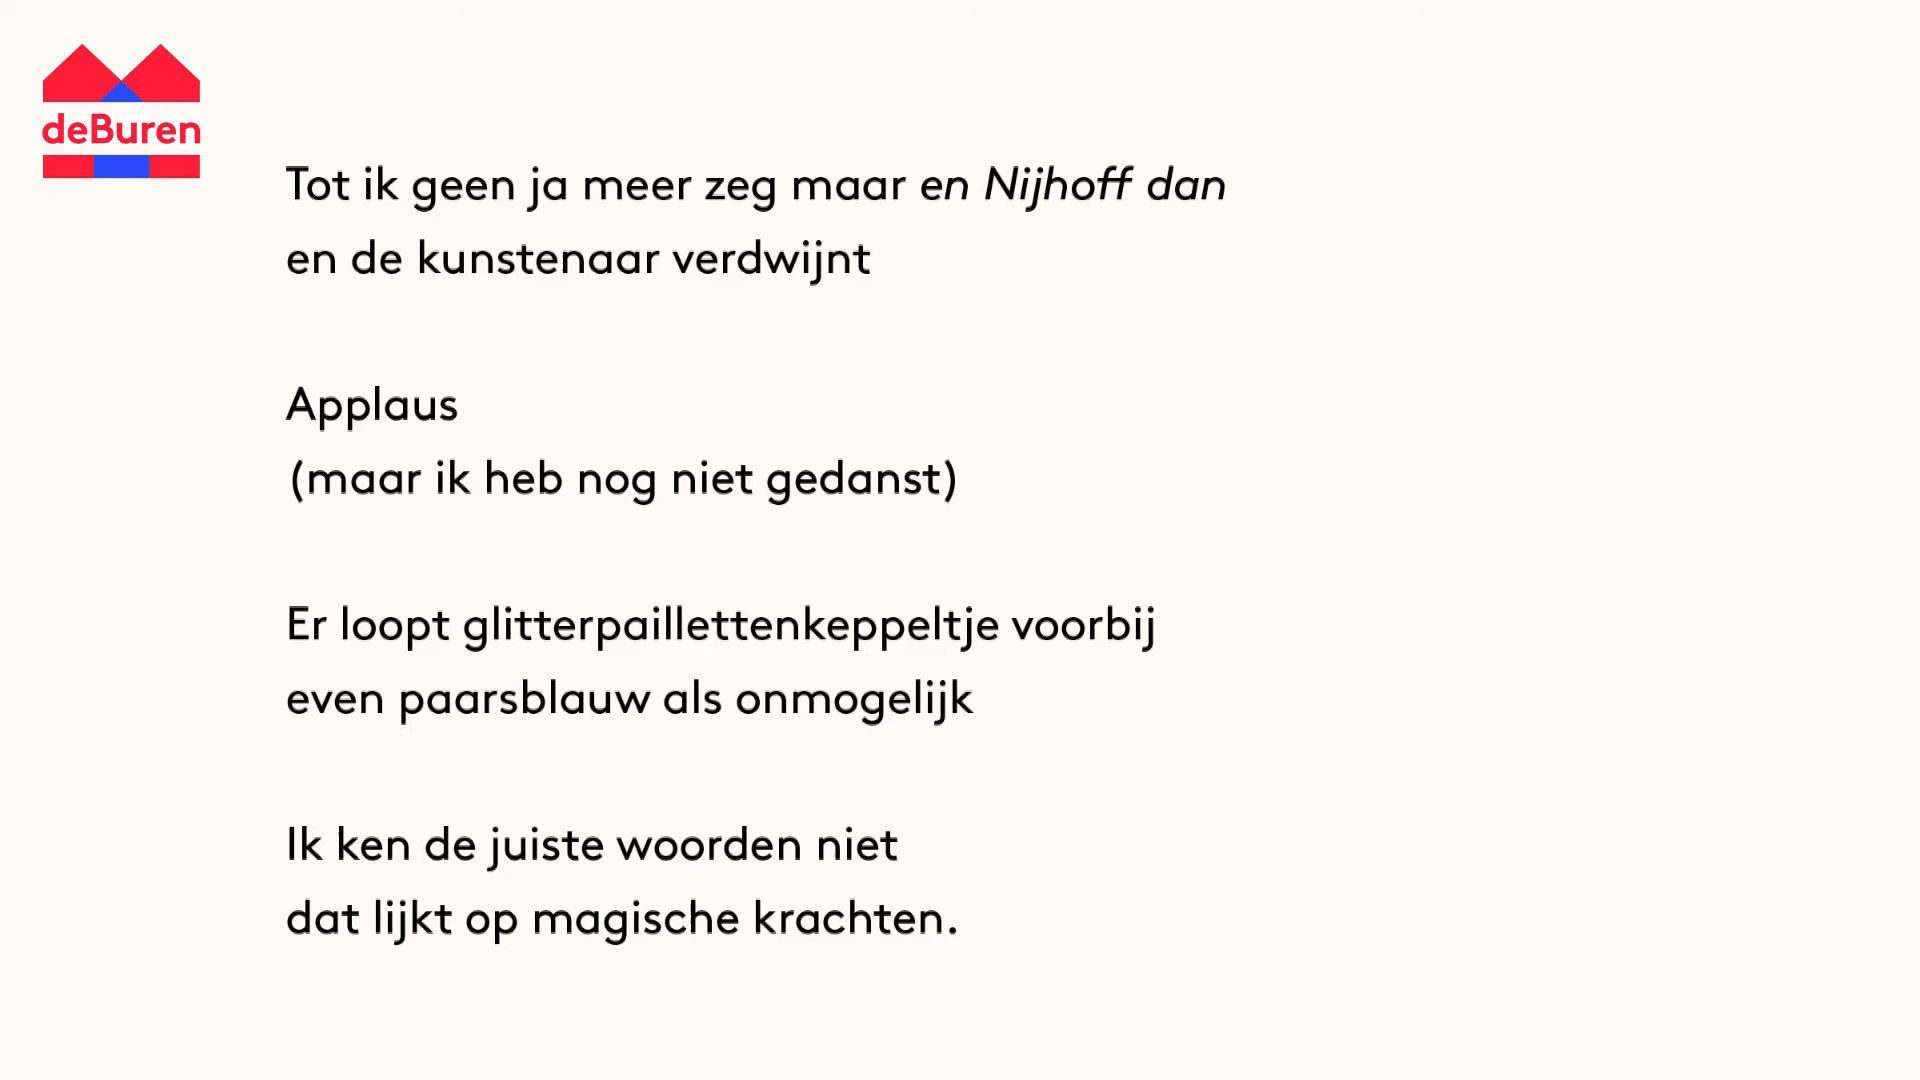 deBuren
Tot ik geen ja meer zeg maar en Nijhoff dan
en de kunstenaar verdwijnt
Applaus
(maar ik heb nog niet gedanst)
Er loopt glitterpaillettenkeppeltje voorbij
even paarsblauw als onmogelijk
Ik ken de juiste woorden niet
dat lijkt op magische krachten.